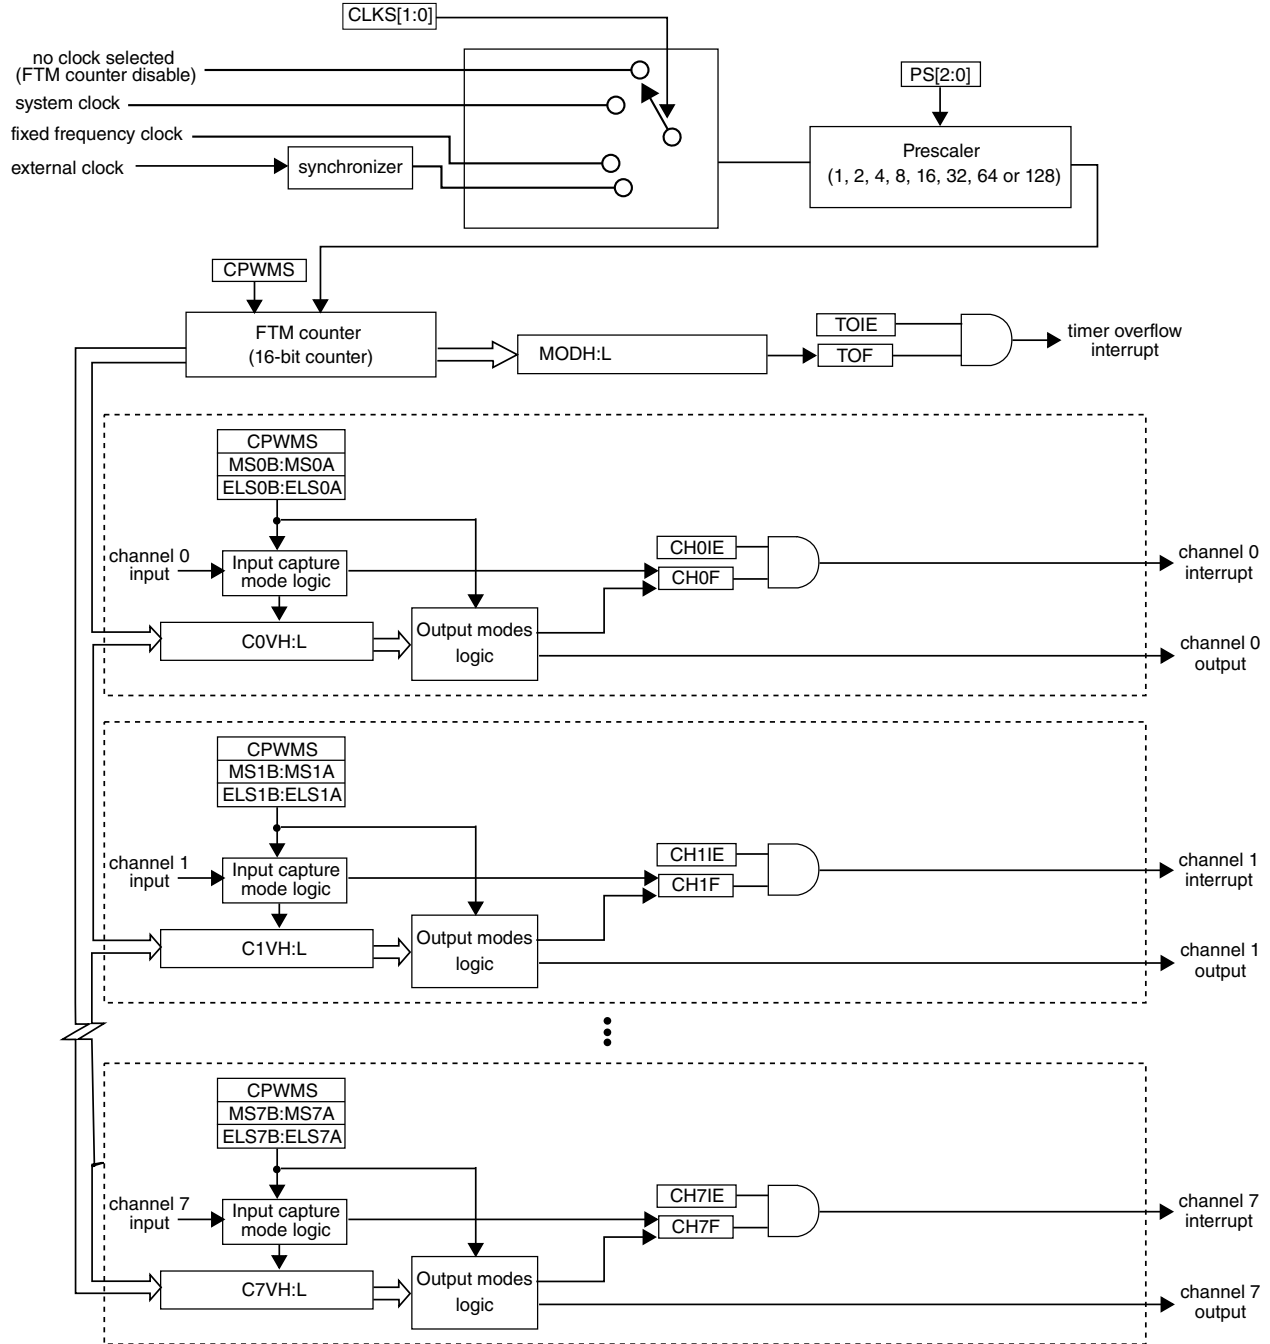 CLKS[1:0]
no clock selected
(FTM counter disable)
system clock
fixed frequency clock
external clock
synchronizer
PS[2:0]
Prescaler
(1, 2, 4, 8, 16, 32, 64 or 128)
CPWMS
FTM counter
(16-bit counter)
MODH:L
TOIE
TOF
timer overflow
interrupt
CPWMS
MS0B:MS0A
ELS0B:ELS0A
channel 0
input
Input capture
mode logic
C0VH:L
Output modes
logic
CH0IE
CH0F
channel 0
interrupt
channel 0
output
CPWMS
MS1B:MS1A
ELS1B:ELS1A
channel 1
input
Input capture
mode logic
C1VH:L
Output modes
logic
CH1IE
CH1F
channel 1
interrupt
channel 1
output
CPWMS
MS7B:MS7A
ELS7B:ELS7A
channel 7
input
Input capture
mode logic
C7VH:L
Output modes
logic
CH7IE
CH7F
channel 7
interrupt
channel 7
output